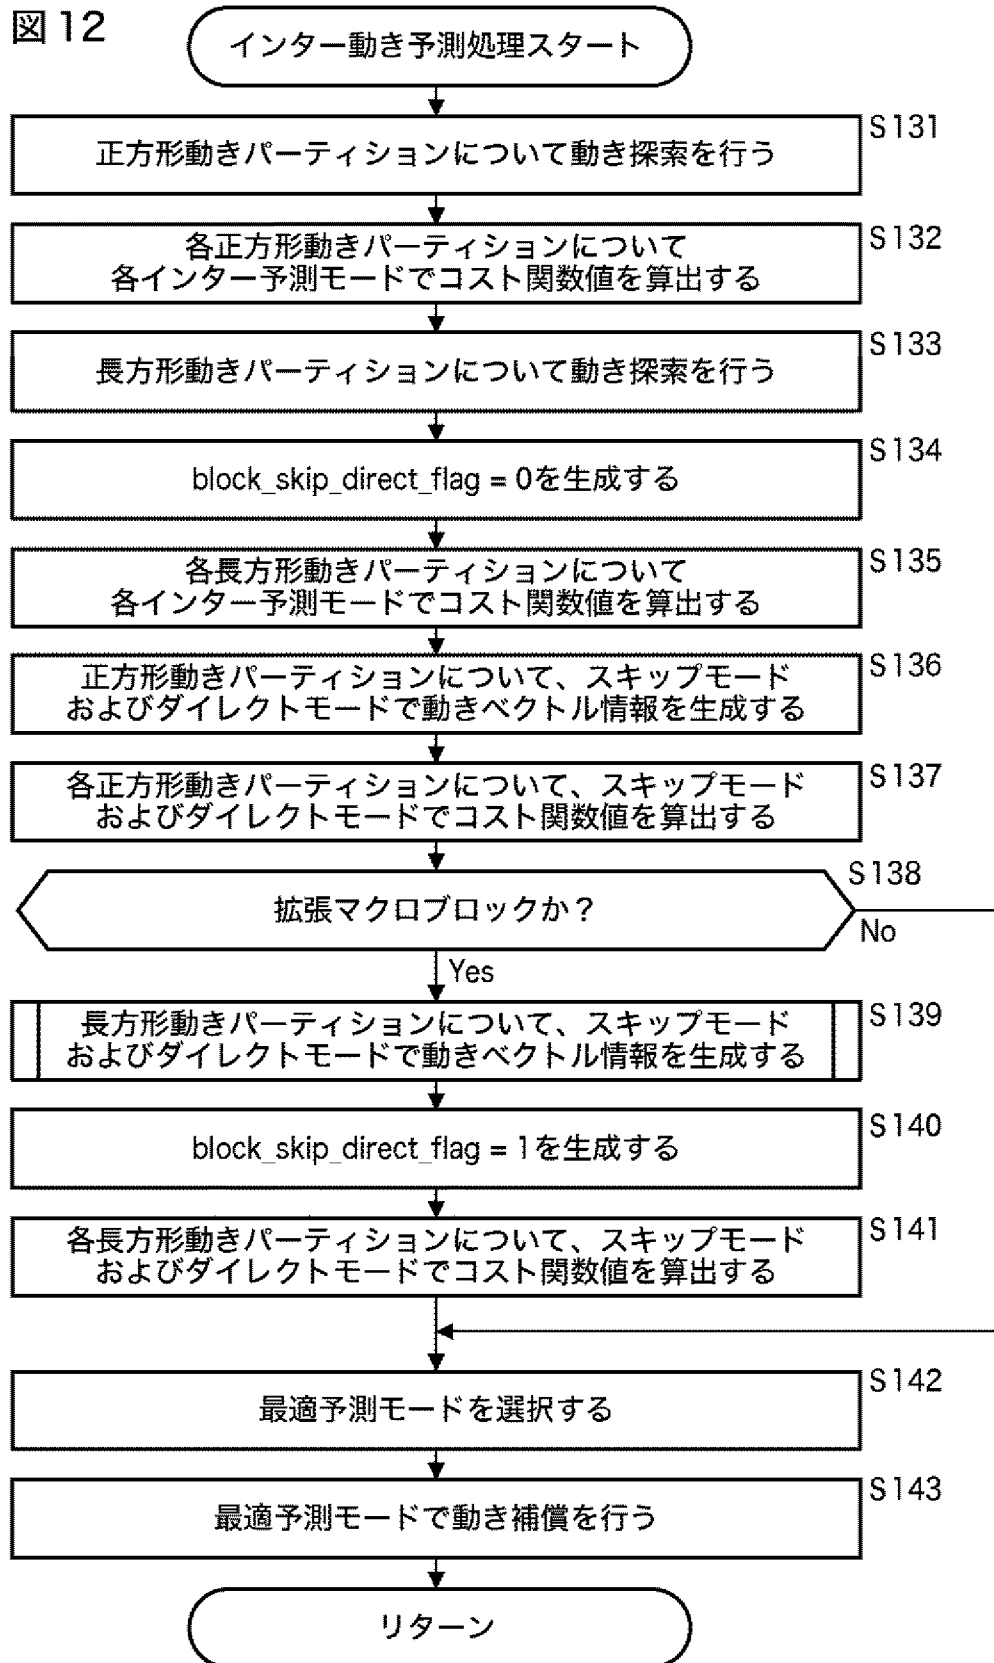 図12
インター動き予測処理スタート
S131
正方形動きパーティションについて動き探索を行う
S132
各正方形動きパーティションについて
各インター予測モードでコスト関数値を算出する
S133
長方形動きパーティションについて動き探索を行う
S134
block_skip_direct_flag = 0を生成する
S135
各長方形動きパーティションについて
各インター予測モードでコスト関数値を算出する
S136
正方形動きパーティションについて、スキップモード
およびダイレクトモードで動きベクトル情報を生成する
S137
各正方形動きパーティションについて、スキップモード
およびダイレクトモードでコスト関数値を算出する
S138
拡張マクロブロックか?
No
Yes
S139
長方形動きパーティションについて、スキップモード
およびダイレクトモードで動きベクトル情報を生成する
S140
block_skip_direct_flag = 1を生成する
S141
各長方形動きパーティションについて、スキップモード
およびダイレクトモードでコスト関数値を算出する
S142
最適予測モードを選択する
S143
最適予測モードで動き補償を行う
リターン